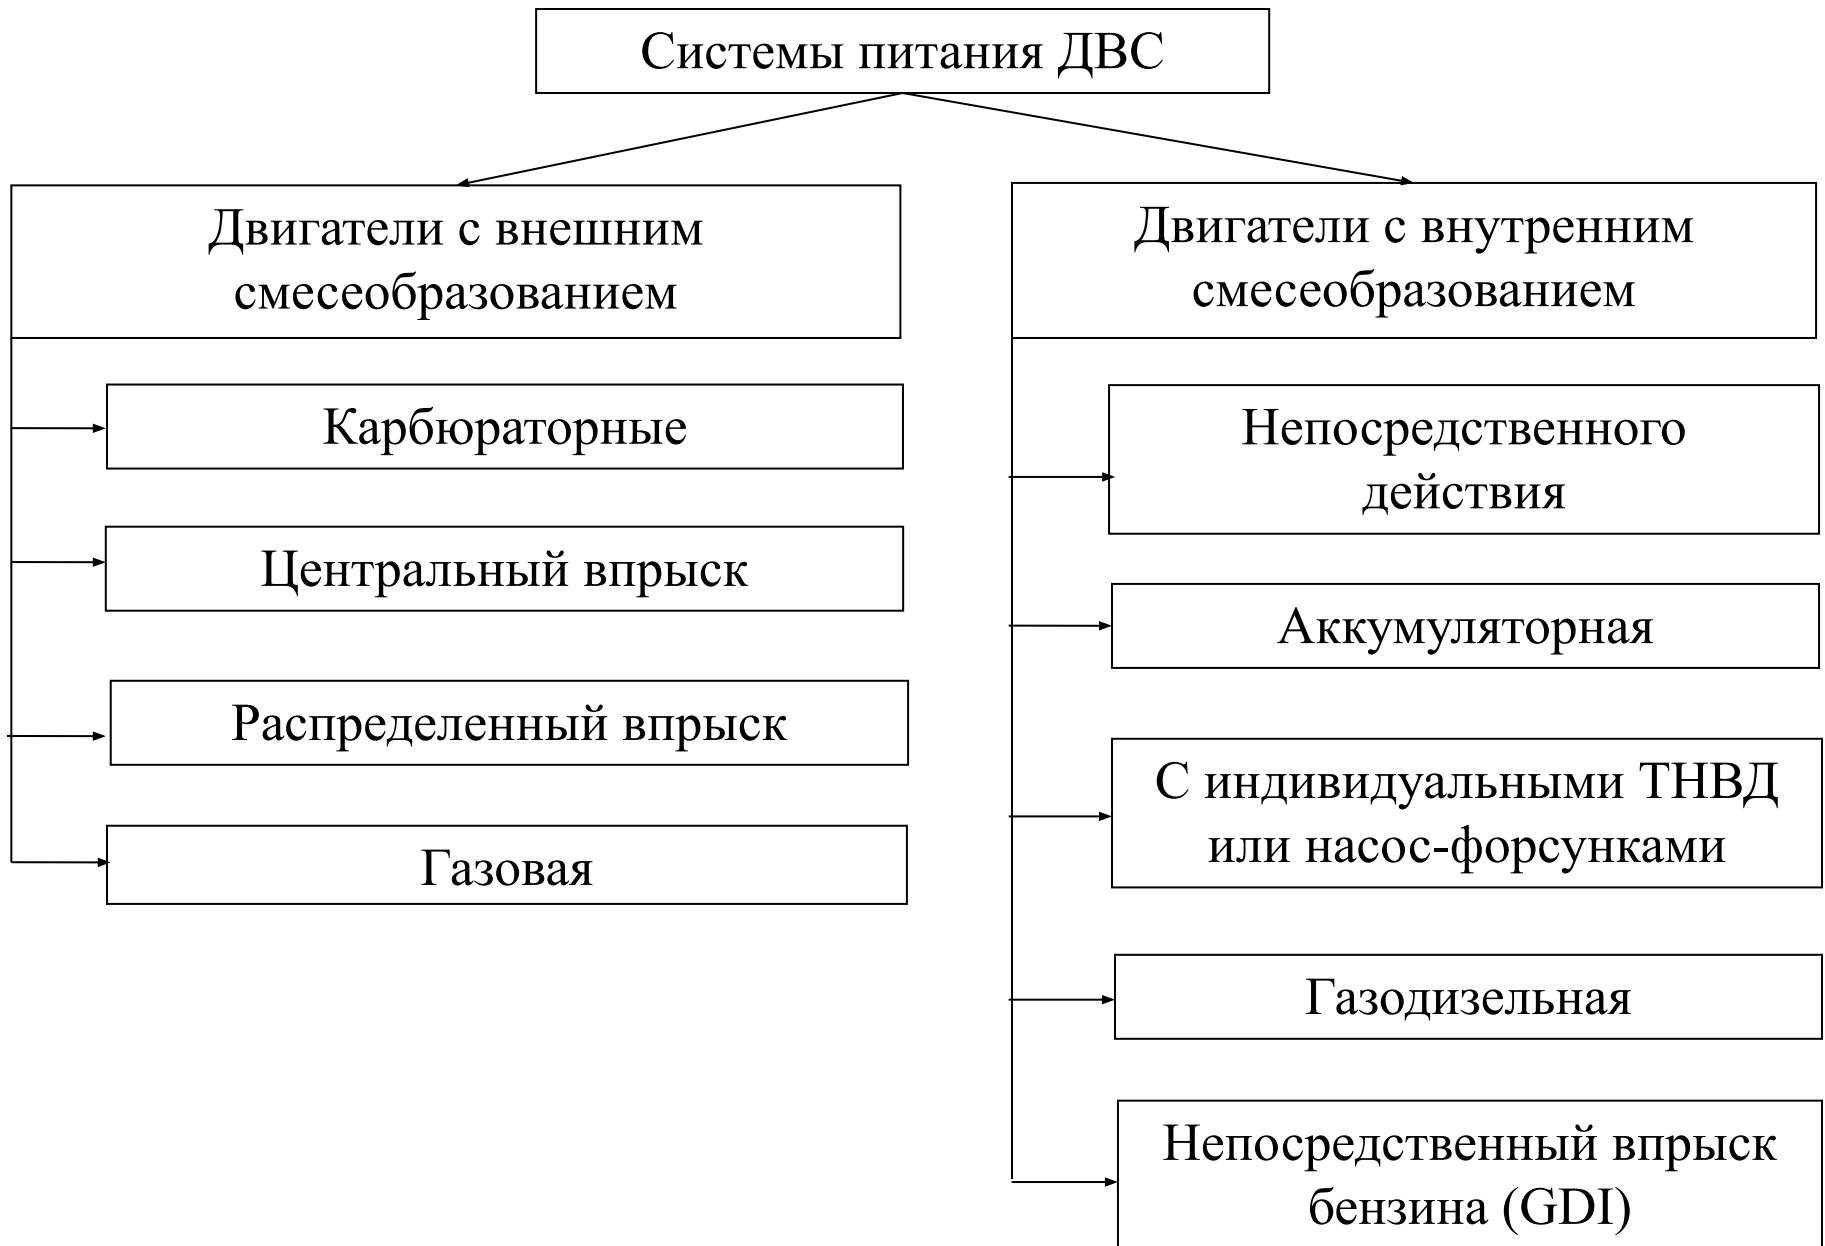 Системы питания ДВС
Двигатели с внешним
смесеобразованием
Карбюраторные
Центральный впрыск
Распределенный впрыск
Газовая
Двигатели с внутренним
смесеобразованием
Непосредственного
действия
Аккумуляторная
С индивидуальными ТНВД
или насос-форсунками
Газодизельная
Непосредственный впрыск
бензина (GDI)